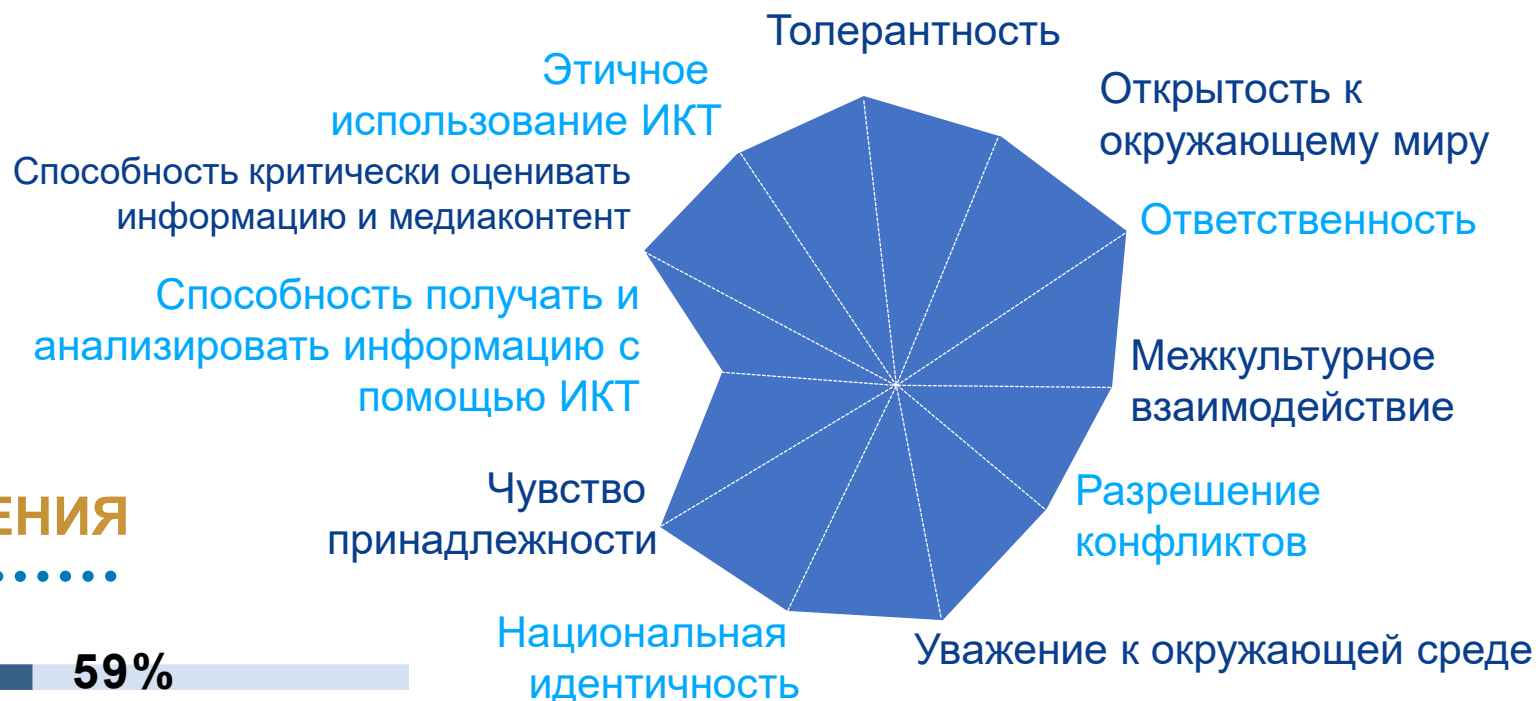 Толерантность
Этичное
использование ИКТ
Открытость к
окружающему миру
Способность критически оценивать
информацию и медиаконтент
Ответственность
Способность получать и
анализировать информацию с
помощью ИКТ
Межкультурное
взаимодействие
Чувство
принадлежности
Разрешение
конфликтов
ЕНИЯ
Национальная
идентичность
Уважение к окружающей среде
59%